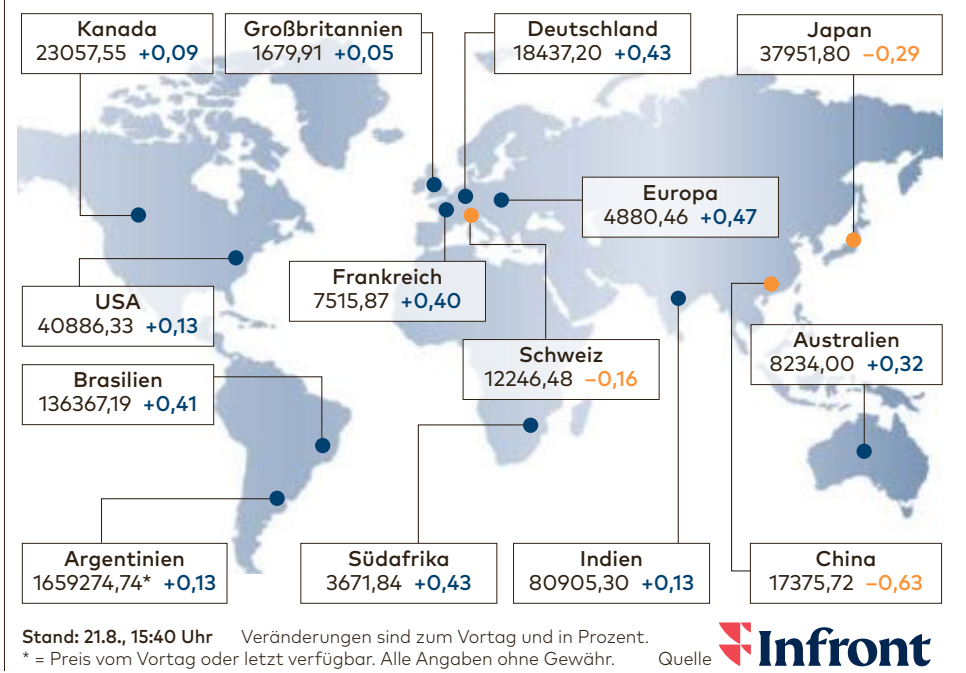 Kanada
23057,55 +0,09
Großbritannien
1679,91 +0,05
Deutschland
18437,20 +0,43
Japan
37951,80 −0,29
Europa
4880,46 +0,47
Frankreich
7515,87 +0,40
USA
40886,33 +0,13
Schweiz
12246,48 −0,16
Australien
8234,00 +0,32
Brasilien
136367,19 +0,41
Argentinien
1659274,74* +0,13
Südafrika
3671,84 +0,43
Indien
80905,30 +0,13
China
17375,72 −0,63
Stand: 21.8., 15:40 Uhr Veränderungen sind zum Vortag und in Prozent.
* = Preis vom Vortag oder letzt verfügbar. Alle Angaben ohne Gewähr. Quelle Infront